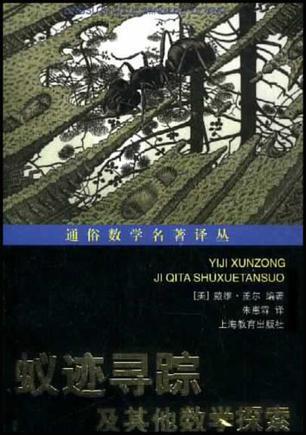 通俗数学名著译丛
YIJI XUNZONG
JI QITA SHUXUETANSUO
[美] 戴维·盖尔 编著
朱惠霖 译
上海教育出版社
蚁迹寻踪
及其他数学探索